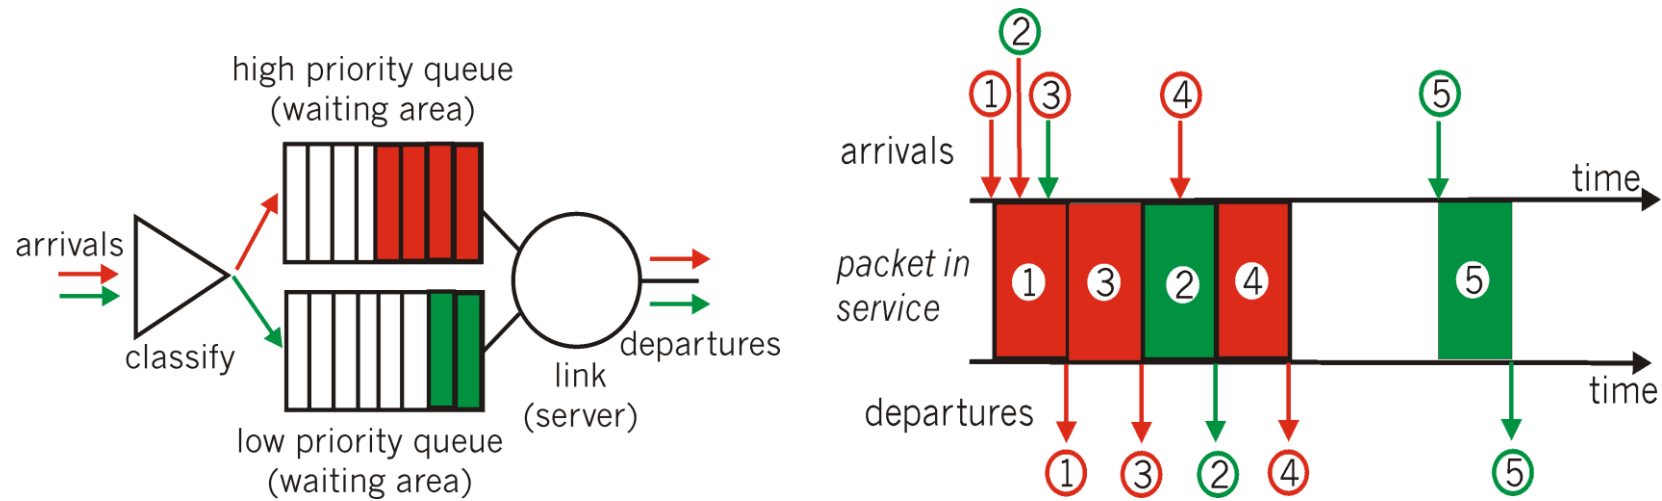 high priority queue
(waiting area)
arrivals
classify
low priority queue
(waiting area)
link
(server)
departures
2
1
3
4
5
arrivals
time
packet in
service
1
3
2
4
5
time
departures
1
3
2
4
5